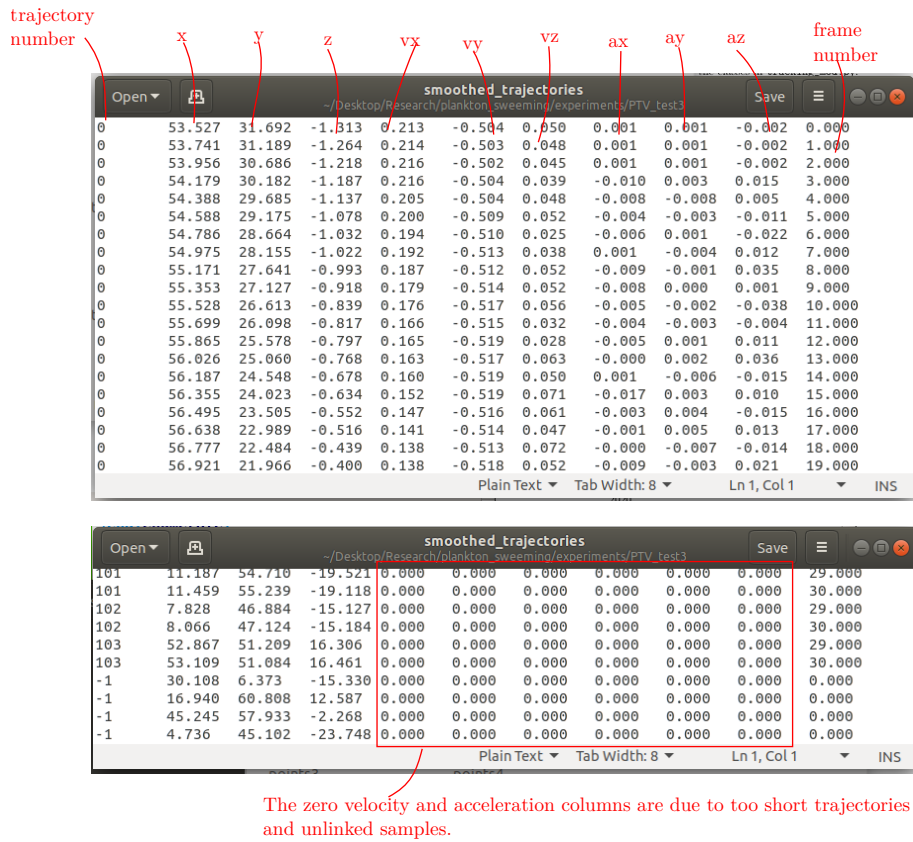 trajectory
number
x
y
z
vx
vy
vz
ax
ay
az
frame
number
Open
smoothed_trajectories
~/Desktop/Research/plankton_sweeming/experiments/PTV_test3
Save
0 53.527 31.692 -1.313 0.213 -0.504 0.050 0.001 0.001 -0.002 0.000
0 53.741 31.189 -1.264 0.214 -0.503 0.048 0.001 0.001 -0.002 1.000
0 53.956 30.686 -1.218 0.216 -0.502 0.045 0.001 0.001 -0.002 2.000
0 54.179 30.182 -1.187 0.216 -0.504 0.039 -0.010 0.003 0.015 3.000
0 54.388 29.685 -1.137 0.205 -0.504 0.048 -0.008 -0.008 0.005 4.000
0 54.588 29.175 -1.078 0.200 -0.509 0.052 -0.004 -0.003 -0.011 5.000
0 54.786 28.664 -1.032 0.194 -0.510 0.025 -0.006 0.001 -0.022 6.000
0 54.975 28.155 -1.022 0.192 -0.513 0.038 0.001 -0.004 0.012 7.000
0 55.171 27.641 -0.993 0.187 -0.512 0.052 -0.009 -0.001 0.035 8.000
0 55.353 27.127 -0.918 0.179 -0.514 0.052 -0.008 0.000 0.001 9.000
0 55.528 26.613 -0.839 0.176 -0.517 0.056 -0.005 -0.002 -0.038 10.000
0 55.699 26.098 -0.817 0.166 -0.515 0.032 -0.004 -0.003 -0.004 11.000
0 55.865 25.578 -0.797 0.165 -0.519 0.028 -0.005 0.001 0.011 12.000
0 56.026 25.060 -0.768 0.163 -0.517 0.063 -0.000 0.002 0.036 13.000
0 56.187 24.548 -0.678 0.160 -0.519 0.050 0.001 -0.006 -0.015 14.000
0 56.355 24.023 -0.634 0.152 -0.519 0.071 -0.017 0.003 0.010 15.000
0 56.495 23.505 -0.552 0.147 -0.516 0.061 -0.003 0.004 -0.015 16.000
0 56.638 22.989 -0.516 0.141 -0.514 0.047 -0.001 0.005 0.013 17.000
0 56.777 22.484 -0.439 0.138 -0.513 0.072 -0.000 -0.007 -0.014 18.000
0 56.921 21.966 -0.400 0.138 -0.518 0.052 -0.009 -0.003 0.021 19.000
Plain Text Tab Width: 8 Ln 1, Col 1 INS
Open
smoothed_trajectories
~/Desktop/Research/plankton_sweeming/experiments/PTV_test3
Save
101 11.187 54.710 -19.521 0.000 0.000 0.000 0.000 0.000 0.000 29.000
101 11.459 55.239 -19.118 0.000 0.000 0.000 0.000 0.000 0.000 30.000
102 7.828 46.884 -15.127 0.000 0.000 0.000 0.000 0.000 0.000 29.000
102 8.066 47.124 -15.184 0.000 0.000 0.000 0.000 0.000 0.000 30.000
103 52.867 51.209 16.306 0.000 0.000 0.000 0.000 0.000 0.000 29.000
103 53.109 51.084 16.461 0.000 0.000 0.000 0.000 0.000 0.000 30.000
-1 30.108 6.373 -15.330 0.000 0.000 0.000 0.000 0.000 0.000 0.000
-1 16.940 60.808 12.587 0.000 0.000 0.000 0.000 0.000 0.000 0.000
-1 45.245 57.933 -2.268 0.000 0.000 0.000 0.000 0.000 0.000 0.000
-1 4.736 45.102 -23.748 0.000 0.000 0.000 0.000 0.000 0.000 0.000
Plain Text Tab Width: 8 Ln 1, Col 1 INS
The zero velocity and acceleration columns are due to too short trajectories
and unlinked samples.